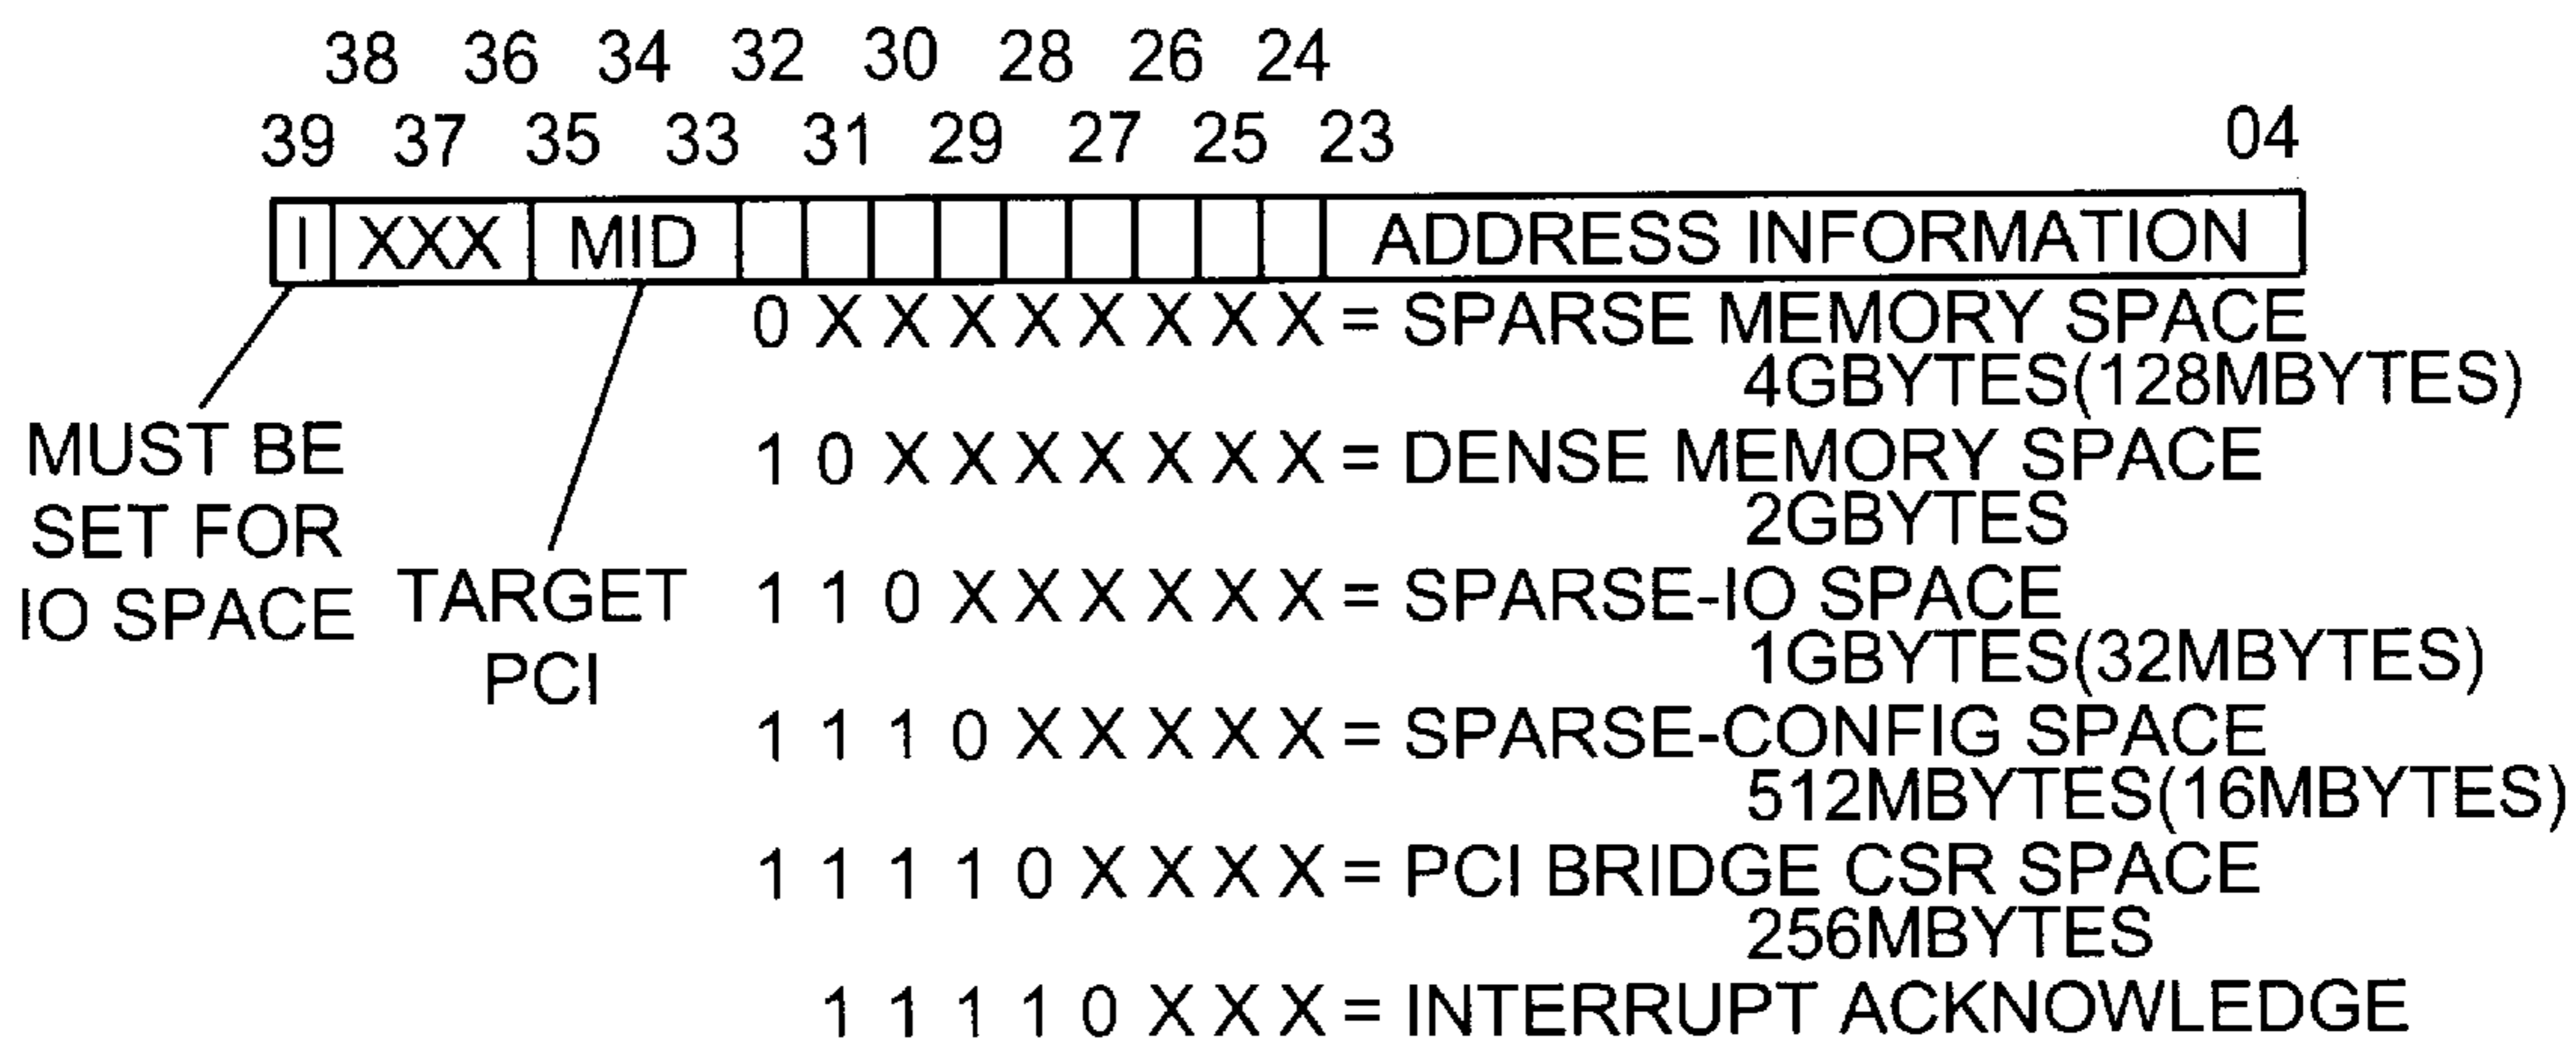 38 36 34 32 30 28 26 24
39 37 35 33 31 29 27 25 23 04
I XXX MID ADDRESS INFORMATION
0 X X X X X X X X = SPARSE MEMORY SPACE
4GBYTES(128MBYTES)
MUST BE
SET FOR
IO SPACE
1 0 X X X X X X X = DENSE MEMORY SPACE
2GBYTES
TARGET
PCI
1 1 0 X X X X X X = SPARSE-IO SPACE
1GBYTES(32MBYTES)
1 1 1 0 X X X X X = SPARSE-CONFIG SPACE
512MBYTES(16MBYTES)
1 1 1 1 0 X X X X = PCI BRIDGE CSR SPACE
256MBYTES
1 1 1 1 0 X X X = INTERRUPT ACKNOWLEDGE